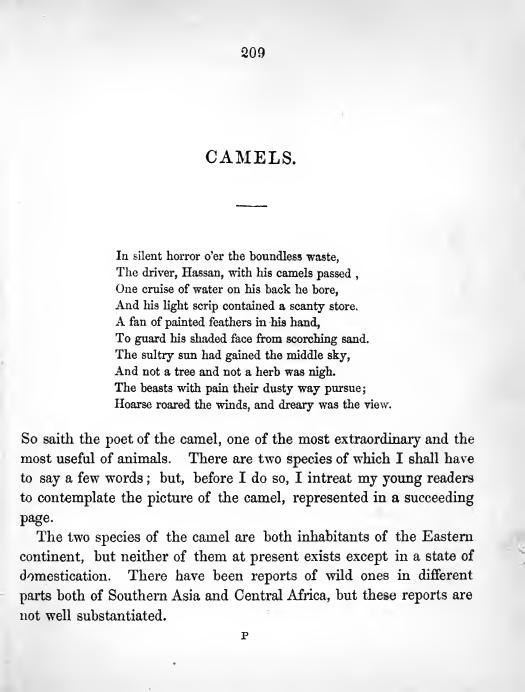 209
CAMELS.
In silent horror o'er the boundless waste,
The driver, Hassan, with his camels passed ,
One cruise of water on his back he bore,
And his light scrip contained a scanty store.
A fan of painted feathers in his hand,
To guard his shaded face from scorching sand.
The sultry sun had gained the middle sky,
And not a tree and not a herb was nigh.
The beasts with pain their dusty way pursue;
Hoarse roared the winds, and dreary was the view.
So saith the poet of the camel, one of the most extraordinary and the
most useful of animals. There are two species of which I shall have
to say a few words; but, before I do so, I intreat my young readers
to contemplate the picture of the camel, represented in a succeeding
page.
The two species of the camel are both inhabitants of the Eastern
continent, but neither of them at present exists except in a state of
domestication. There have been reports of wild ones in different
parts both of Southern Asia and Central Africa, but these reports are
not well substantiated.
P